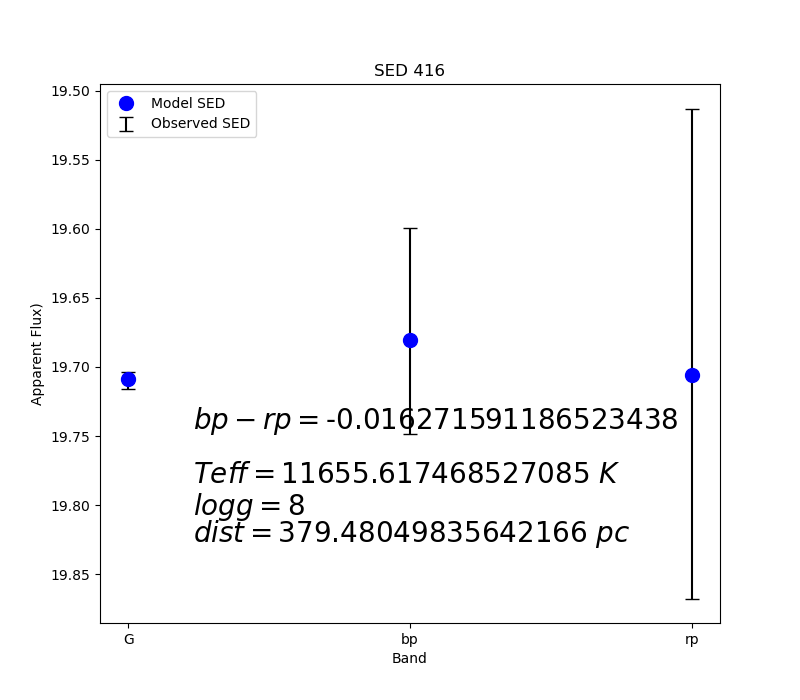 SED 416
Model SED
Observed SED
19.50
19.55
19.60
19.65
19.70
19.75
19.80
19.85
Apparent Flux)
bp − rp = -0.016271591186523438
Teff = 11655.617468527085 K
logg = 8
dist = 379.48049835642166 pc
G bp rp
Band